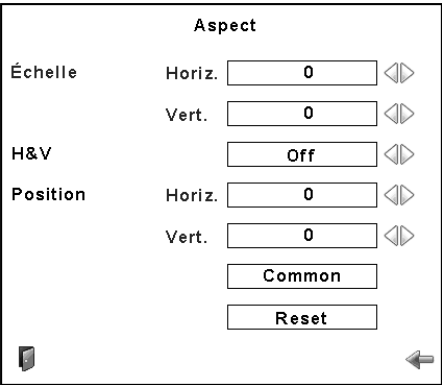 Aspect
Échelle Horiz. 0
Vert. 0
H&V Off
Position Horiz. 0
Vert. 0
Common
Reset